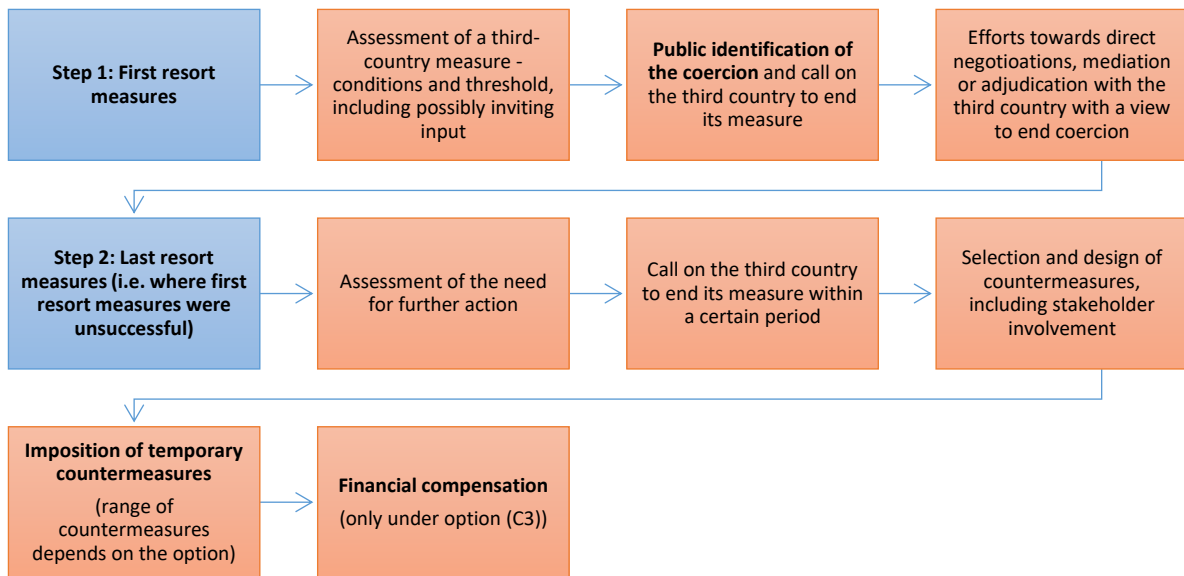 Step 1: First resort
measures
Assessment of a third-
country measure -
conditions and threshold,
including possibly inviting
input
Public identification of
the coercion and call on
the third country to end
its measure
Efforts towards direct
negotioations, mediation
or adjudication with the
third country with a view
to end coercion
Step 2: Last resort
measures (i.e. where first
resort measures were
unsuccessful)
Assessment of the need
for further action
Call on the third country
to end its measure within
a certain period
Selection and design of
countermeasures,
including stakeholder
involvement
Imposition of temporary
countermeasures
(range of
countermeasures
depends on the option)
Financial compensation
(only under option (C3))